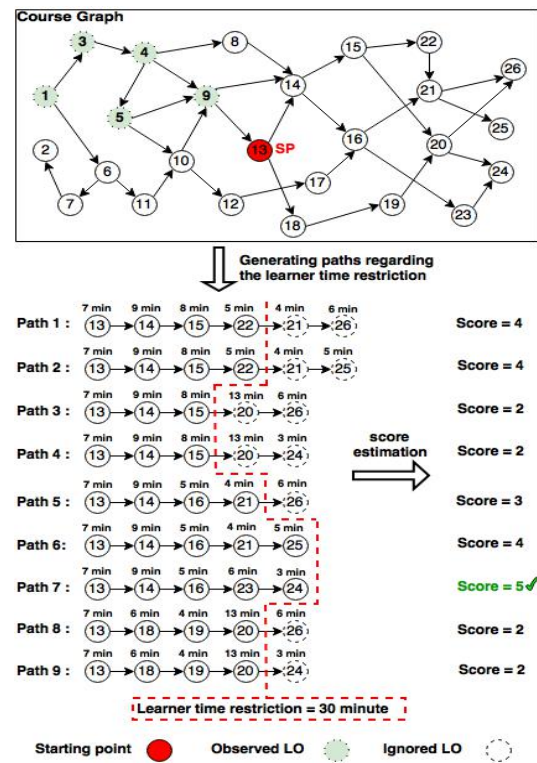 Course Graph
3
8
15
22
4
26
14
21
1
9
5
25
13 SP
16
2
20
10
6
24
17
7
11
12
19
23
18
Generating paths regarding
the learner time restriction
7 min 9 min 8 min 5 min 4 min 6 min
Path 1 : 13 14 15 22 21 26 Score = 4
7 min 9 min 8 min 5 min 4 min 5 min
Path 2 : 13 14 15 22 21 25 Score = 4
7 min 9 min 8 min 13 min 6 min
Path 3 : 13 14 15 20 26 Score = 2
7 min 9 min 8 min 13 min 3 min
Path 4 : 13 14 15 20 24 Score = 2
score
estimation
7 min 9 min 5 min 4 min 6 min
Path 5 : 13 14 16 21 26 Score = 3
7 min 9 min 5 min 4 min 5 min
Path 6: 13 14 16 21 25 Score = 4
7 min 9 min 5 min 6 min 3 min
Path 7 : 13 14 16 23 24 Score = 5
7 min 6 min 4 min 13 min 6 min
Path 8 : 13 18 19 20 26 Score = 2
7 min 6 min 4 min 13 min 3 min
Path 9 : 13 18 19 20 24 Score = 2
Learner time restriction = 30 minute
Starting point Observed LO Ignored LO